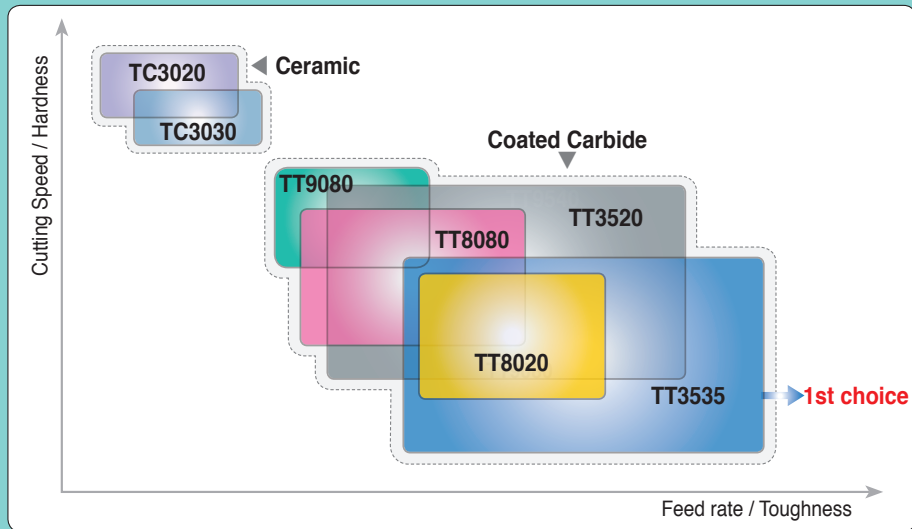 Cutting Speed / Hardness
TC3020
Ceramic
TC3030
Coated Carbide
TT9080
TT3520
TT8080
TT8020
TT3535
1st choice
Feed rate / Toughness